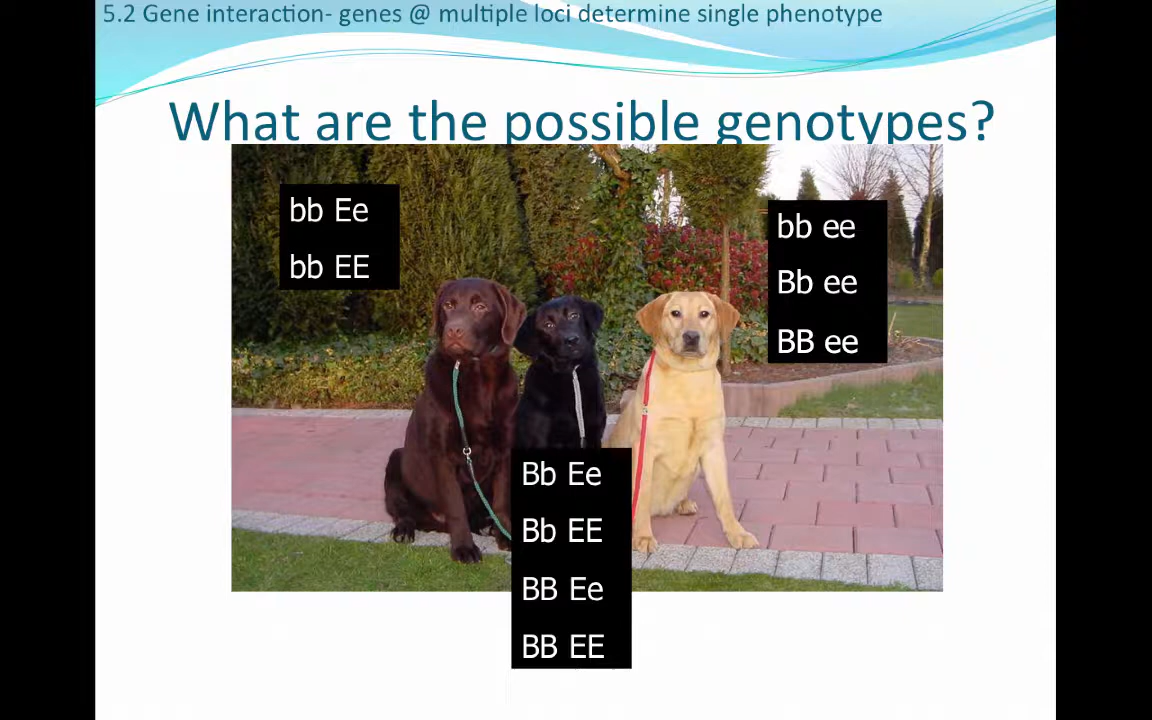 5.2 Gene interaction- genes @ multiple loci determine single phenotype
What are the possible genotypes?
bb Ee
bb EE
bb ee
Bb ee
BB ee
Bb Ee
Bb EE
BB Ee
BB EE